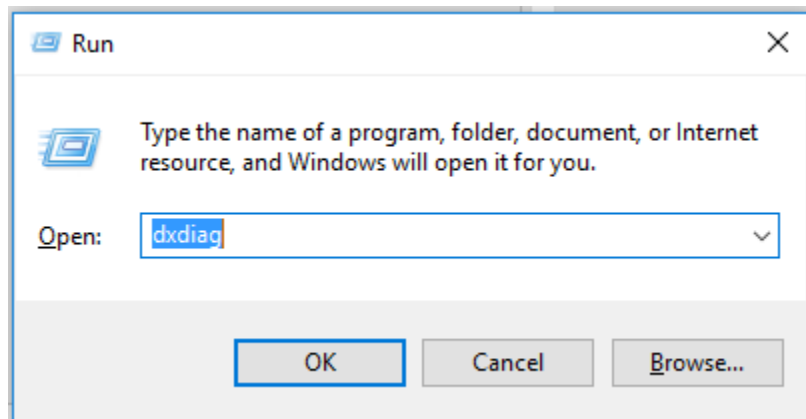 Run
Type the name of a program, folder, document, or Internet
resource, and Windows will open it for you.
Open: dxdiag
OK Cancel Browse...